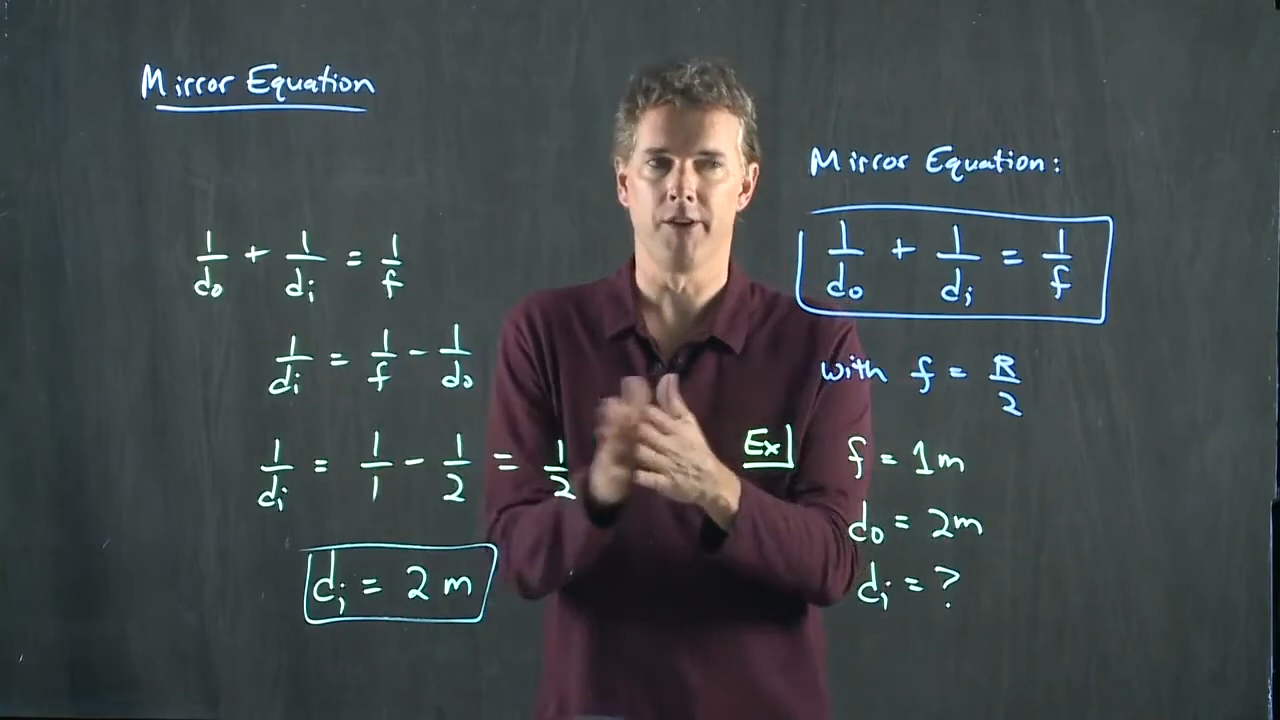 Mirror Equation
1/do + 1/di = 1/f
1/di = 1/f - 1/do
1/di = 1/1 - 1/2 = 1/2
di = 2 m
Mirror Equation:
1/do + 1/di = 1/f
with f = R/2
Ex
f = 1m
do = 2m
di = ?